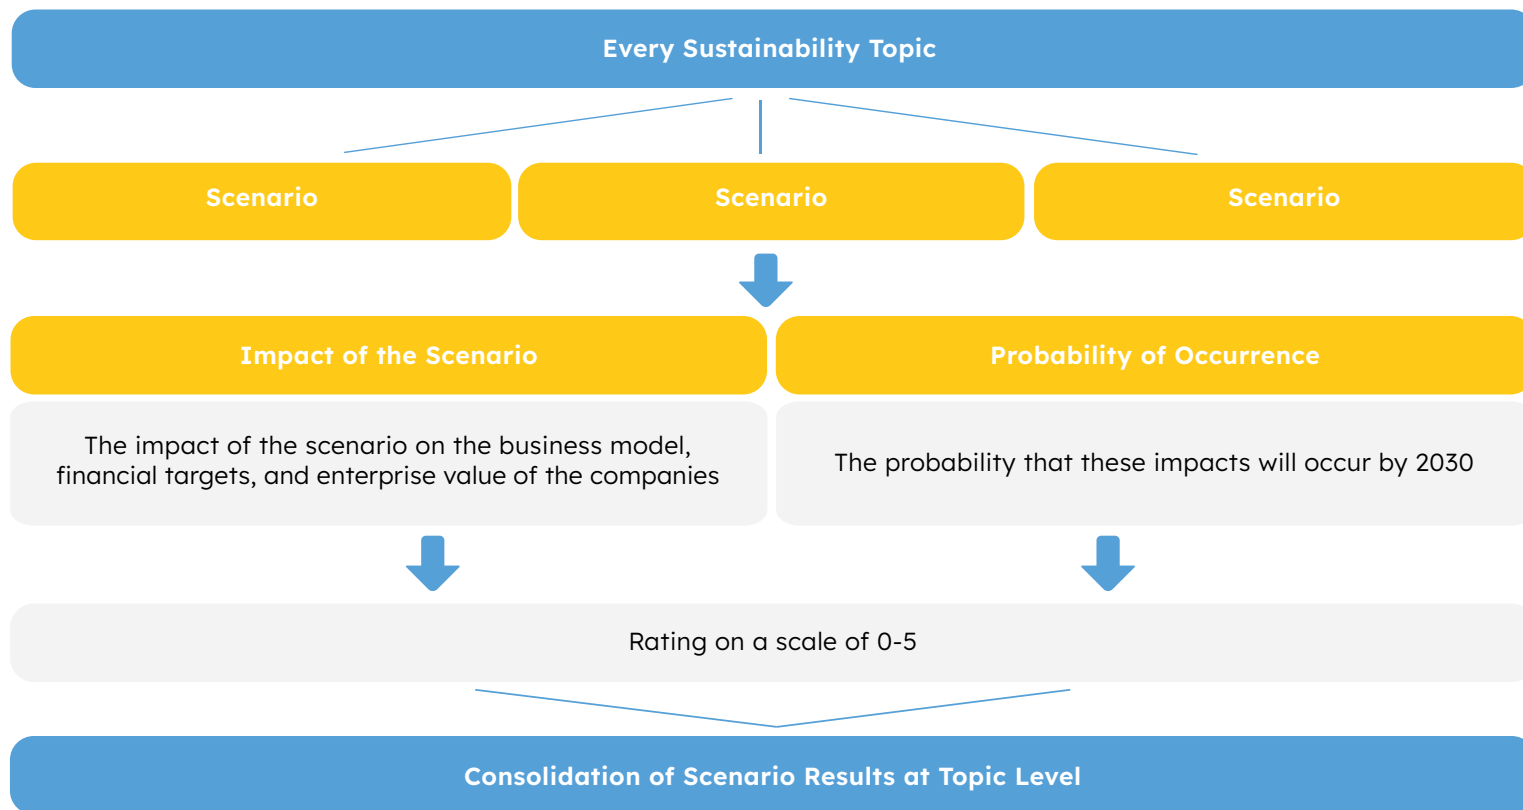 Every Sustainability Topic
Scenario
Scenario
Scenario
Impact of the Scenario
Probability of Occurrence
The impact of the scenario on the business model,
financial targets, and enterprise value of the companies
The probability that these impacts will occur by 2030
Rating on a scale of 0-5
Consolidation of Scenario Results at Topic Level